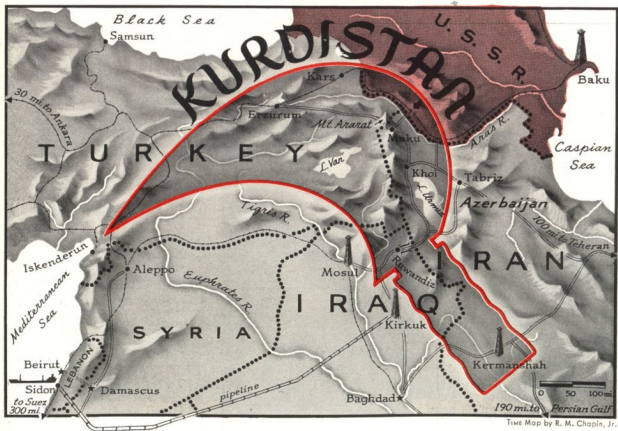 Black Sea
Samsun
U. S. S. R.
KURDISTAN
Baku
30 mi. to Ankara
Kars
Erzurum
Mt. Ararat
Maku
Aras R.
Caspian
Sea
TURKEY
L. Van
Khoi
Tabriz
L. Urmia
Azerbaijan
Tigris R.
100 mi. to Teheran
Iskenderun
Aleppo
Mosul
Rowandiz
IRAN
Euphrates R.
Mediterranean
Sea
IRAQ
SYRIA
Kirkuk
Kermanshah
Beirut
LEBANON
Sidon
to Suez
300 mi.
Damascus
pipeline
Baghdad
0 50 100 mi.
190 mi. to Persian Gulf
TIME Map by R. M. Chapin, Jr.